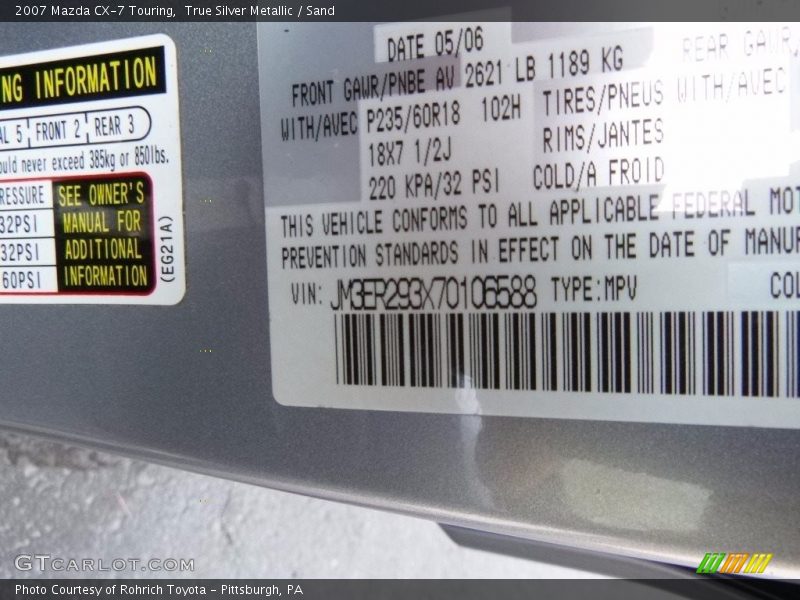 2007 Mazda CX-7 Touring,  True Silver Metallic / Sand
NG INFORMATION
AL 5 FRONT 2 REAR 3
ould never exceed 385kg or 850lbs.
RESSURE
32PSI
32PSI
60PSI
SEE OWNER'S
MANUAL FOR
ADDITIONAL
INFORMATION
(EG21A)
DATE 05/06
FRONT GAWR/PNBE AV 2621 LB 1189 KG REAR GAWR,
WITH/AVEC P235/60R18 102H TIRES/PNEUS WITH/AVEC
18X7 1/2J RIMS/JANTES
220 KPA/32 PSI COLD/A FROID
THIS VEHICLE CONFORMS TO ALL APPLICABLE FEDERAL MOT
PREVENTION STANDARDS IN EFFECT ON THE DATE OF MANUF
VIN: JM3ER293X70106588 TYPE:MPV COL
GTCARLOT.COM
Photo Courtesy of Rohrich Toyota - Pittsburgh, PA